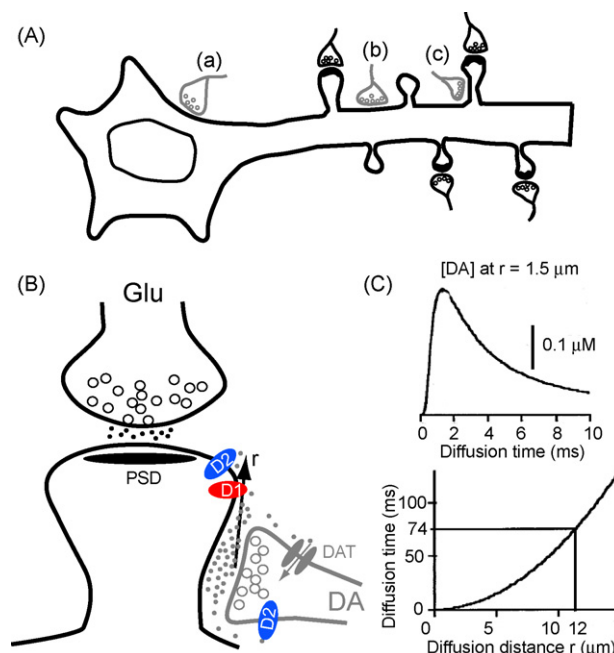 (A)
(a)
(b)
(c)
(B)
Glu
PSD
D2
D1
r
DAT
DA
D2
(C)
[DA] at r = 1.5 μm
0.1 μM
0 2 4 6 8 10
Diffusion time (ms)
Diffusion time (ms)
100
74
50
0
0 5 10 12
Diffusion distance r (μm)